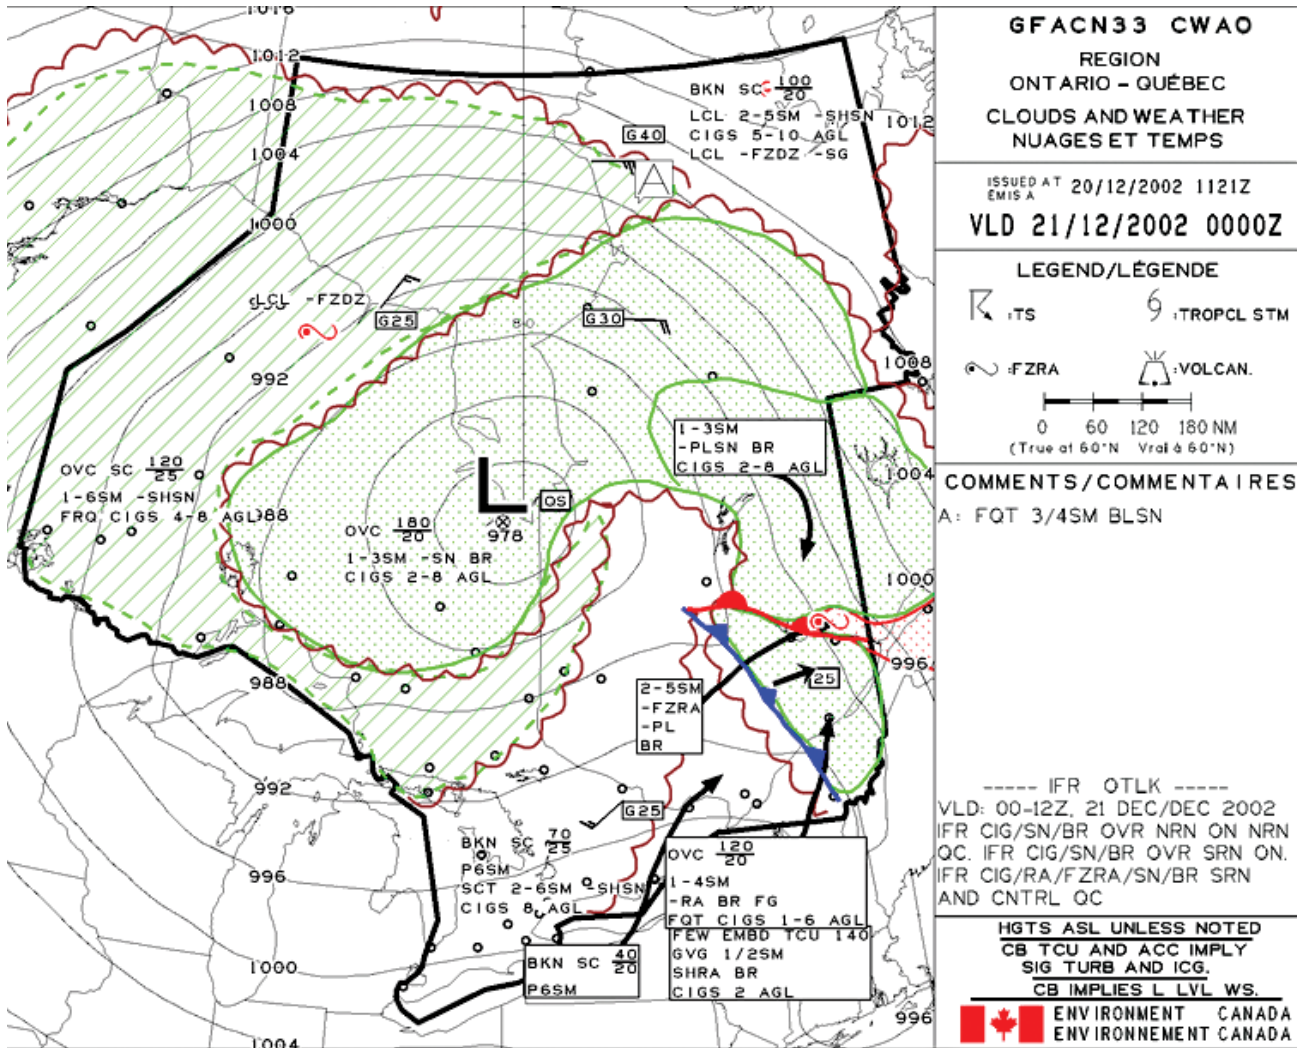 1016
1012
1008
1004
1000
992
988
988
992
996
1000
1004
BKN SC 100
20
LCL 2-5SM -SHSN
CIGS 5-10 AGL
LCL -FZDZ -SG
1012
G40
A
LCL -FZDZ
G25
80
G30
1008
1-3SM
-PLSN BR
CIGS 2-8 AGL
1004
OVC SC 120
25
1-6SM -SHSN
FRQ CIGS 4-8 AGL
L
QS
978
OVC 180
20
1-3SM -SN BR
CIGS 2-8 AGL
1000
996
2-5SM
-FZRA
-PL
BR
25
G25
BKN SC 70
25
P6SM
SCT 2-6SM -SHSN
CIGS 8 AGL
OVC 120
20
1-4SM
-RA BR FG
FQT CIGS 1-6 AGL
FEW EMBD TCU 140
GVG 1/2SM
SHRA BR
CIGS 2 AGL
BKN SC 40
20
P6SM
996
GFACN33 CWAO
REGION
ONTARIO - QUÉBEC
CLOUDS AND WEATHER
NUAGES ET TEMPS
ISSUED AT 20/12/2002 1121Z
ÉMIS A
VLD 21/12/2002 0000Z
LEGEND/LÉGENDE
:TS
:TROPCL STM
:FZRA
:VOLCAN.
0 60 120 180 NM
(True at 60°N Vrai à 60°N)
COMMENTS/COMMENTAIRES
A: FQT 3/4SM BLSN
----- IFR OTLK -----
VLD: 00-12Z, 21 DEC/DEC 2002
IFR CIG/SN/BR OVR NRN ON NRN
QC. IFR CIG/SN/BR OVR SRN ON.
IFR CIG/RA/FZRA/SN/BR SRN
AND CNTRL QC
HGTS ASL UNLESS NOTED
CB TCU AND ACC IMPLY
SIG TURB AND ICG.
CB IMPLIES L LVL WS.
ENVIRONMENT CANADA
ENVIRONNEMENT CANADA